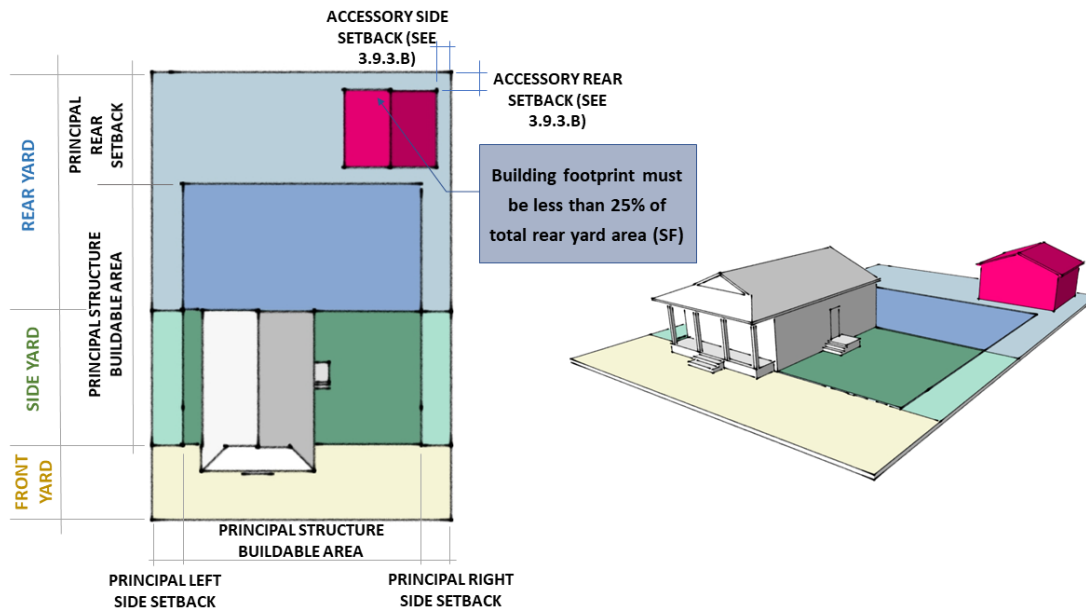 ACCESSORY SIDE
SETBACK (SEE
3.9.3.B)
ACCESSORY REAR
SETBACK (SEE
3.9.3.B)
REAR YARD
PRINCIPAL
REAR
SETBACK
Building footprint must
be less than 25% of
total rear yard area (SF)
PRINCIPAL STRUCTURE
BUILDABLE AREA
SIDE YARD
FRONT
YARD
PRINCIPAL STRUCTURE
BUILDABLE AREA
PRINCIPAL LEFT
SIDE SETBACK
PRINCIPAL RIGHT
SIDE SETBACK